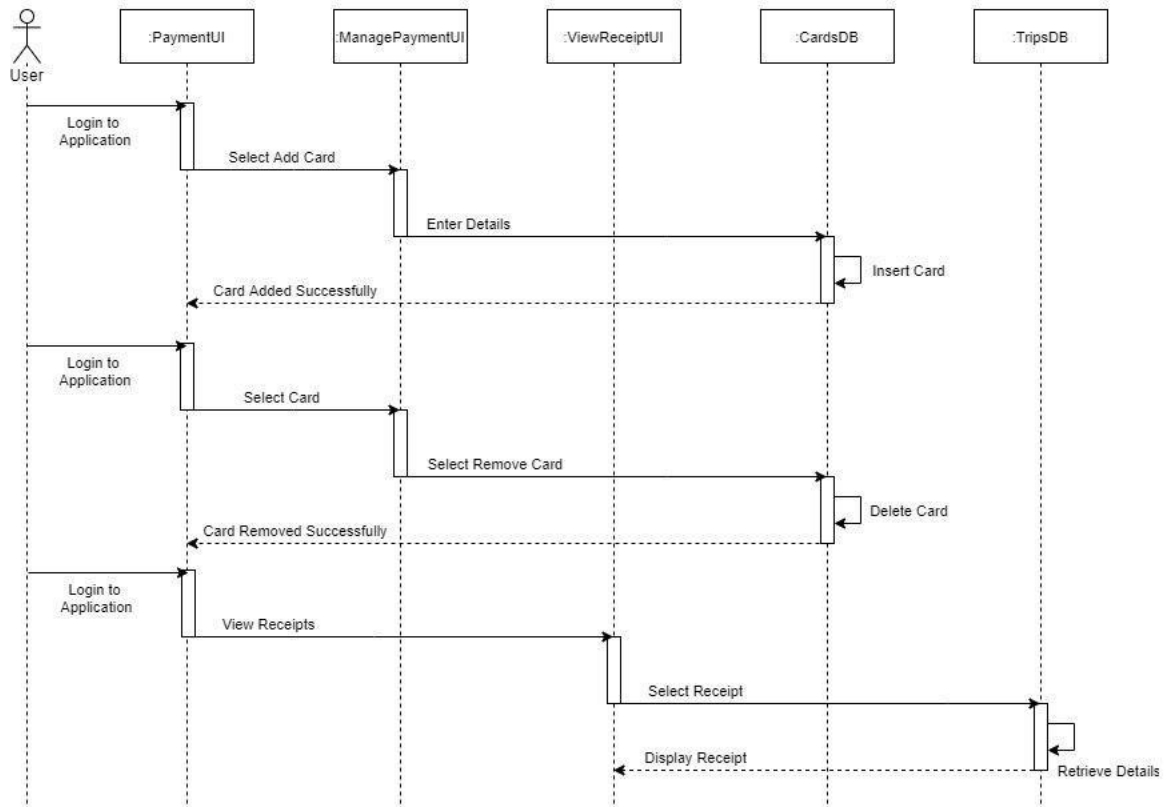 :PaymentUI
:ManagePaymentUI
:ViewReceiptUI
:CardsDB
:TripsDB
User
Login to
Application
Select Add Card
Enter Details
Insert Card
Card Added Successfully
Login to
Application
Select Card
Select Remove Card
Delete Card
Card Removed Successfully
Login to
Application
View Receipts
Select Receipt
Display Receipt
Retrieve Details